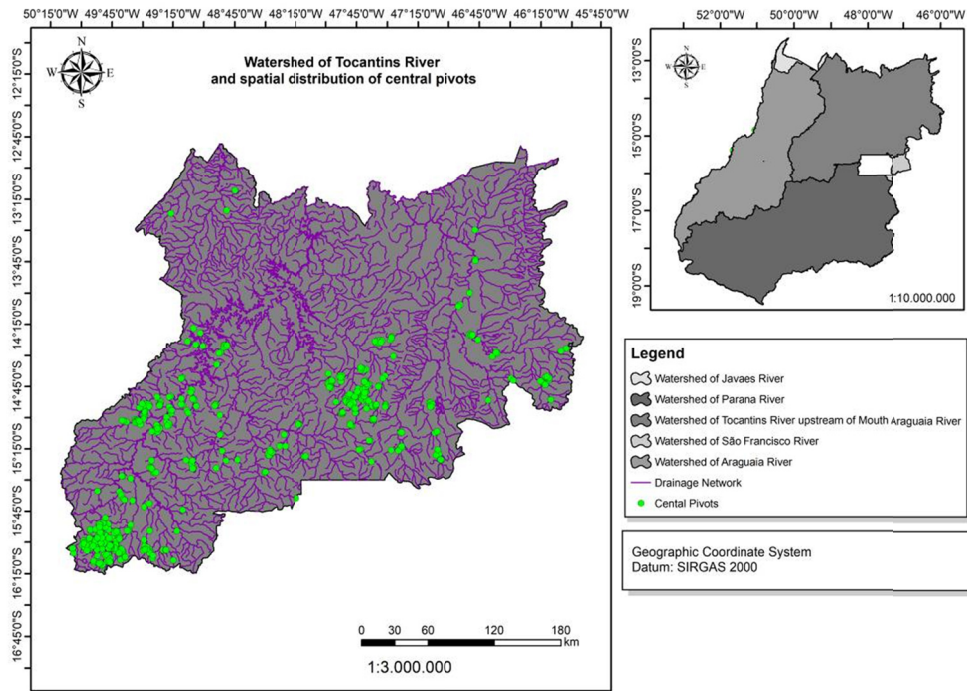 50°15'0"W 49°45'0"W 49°15'0"W 48°45'0"W 48°15'0"W 47°45'0"W 47°15'0"W 46°45'0"W 46°15'0"W 45°45'0"W
Watershed of Tocantins River
and spatial distribution of central pivots
N
W E
S
12°15'0"S
12°45'0"S
13°15'0"S
13°45'0"S
14°15'0"S
14°45'0"S
15°15'0"S
15°45'0"S
16°15'0"S
16°45'0"S
0 30 60 120 180
km
1:3.000.000
52°0'0"W 50°0'0"W 48°0'0"W 46°0'0"W
N
W E
S
13°0'0"S
15°0'0"S
17°0'0"S
19°0'0"S
1:10.000.000
Legend
Watershed of Javaes River
Watershed of Parana River
Watershed of Tocantins River upstream of Mouth Araguaia River
Watershed of São Francisco River
Watershed of Araguaia River
Drainage Network
Cental Pivots
Geographic Coordinate System
Datum: SIRGAS 2000